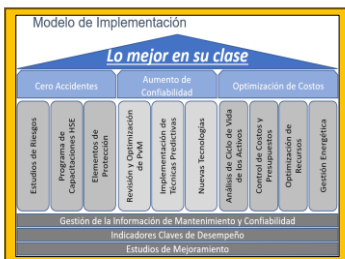 Modelo de Implementación
Lo mejor en su clase
Cero Accidentes
Aumento de
Confiabilidad
Optimización de Costos
Estudios de Riesgos
Programa de
Capacitaciones HSE
Elementos de
Protección
Revisión y Optimización
de PvM
Implementación de
Técnicas Predictivas
Nuevas Tecnologías
Análisis de Ciclo de Vida
de los Activos
Control de Costos y
Presupuestos
Optimización de
Recursos
Gestión Energética
Gestión de la Información de Mantenimiento y Confiabilidad
Indicadores Claves de Desempeño
Estudios de Mejoramiento